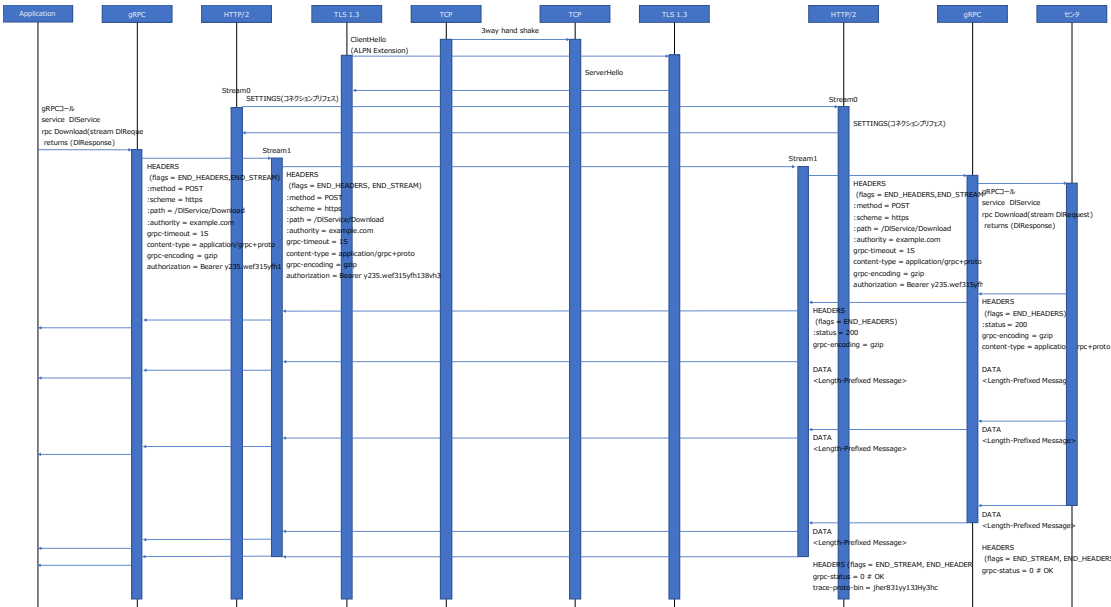 Application
gRPC
HTTP/2
TLS 1.3
TCP
TCP
TLS 1.3
HTTP/2
gRPC
センタ
3way hand shake
ClientHello
(ALPN Extension)
ServerHello
Stream0
SETTINGS(コネクションプリフェス)
Stream0
SETTINGS(コネクションプリフェス)
gRPCコール
service DlService
rpc Download(stream DlReque
returns (DlResponse)
Stream1
Stream1
HEADERS
(flags = END_HEADERS,END_STREAM)
:method = POST
:scheme = https
:path = /DlService/Download
:authority = example.com
grpc-timeout = 1S
content-type = application/grpc+proto
grpc-encoding = gzip
authorization = Bearer y235.wef315yfh1
HEADERS
(flags = END_HEADERS, END_STREAM)
:method = POST
:scheme = https
:path = /DlService/Download
:authority = example.com
grpc-timeout = 1S
content-type = application/grpc+proto
grpc-encoding = gzip
authorization = Bearer y235.wef315yfh138vh3
HEADERS
(flags = END_HEADERS,END_STREAM
:method = POST
:scheme = https
:path = /DlService/Download
:authority = example.com
grpc-timeout = 1S
content-type = application/grpc+proto
grpc-encoding = gzip
authorization = Bearer y235.wef315yfh
gRPCコール
service DlService
rpc Download(stream DlRequest)
returns (DlResponse)
HEADERS
(flags = END_HEADERS)
:status = 200
grpc-encoding = gzip
HEADERS
(flags = END_HEADERS)
:status = 200
grpc-encoding = gzip
content-type = application/grpc+proto
DATA
<Length-Prefixed Message>
DATA
<Length-Prefixed Messag
DATA
<Length-Prefixed Message>
DATA
<Length-Prefixed Message>
DATA
<Length-Prefixed Message>
DATA
<Length-Prefixed Message>
HEADERS (flags = END_STREAM, END_HEADER
grpc-status = 0 # OK
trace-proto-bin = jher831yy13JHy3hc
HEADERS
(flags = END_STREAM, END_HEADERS
grpc-status = 0 # OK